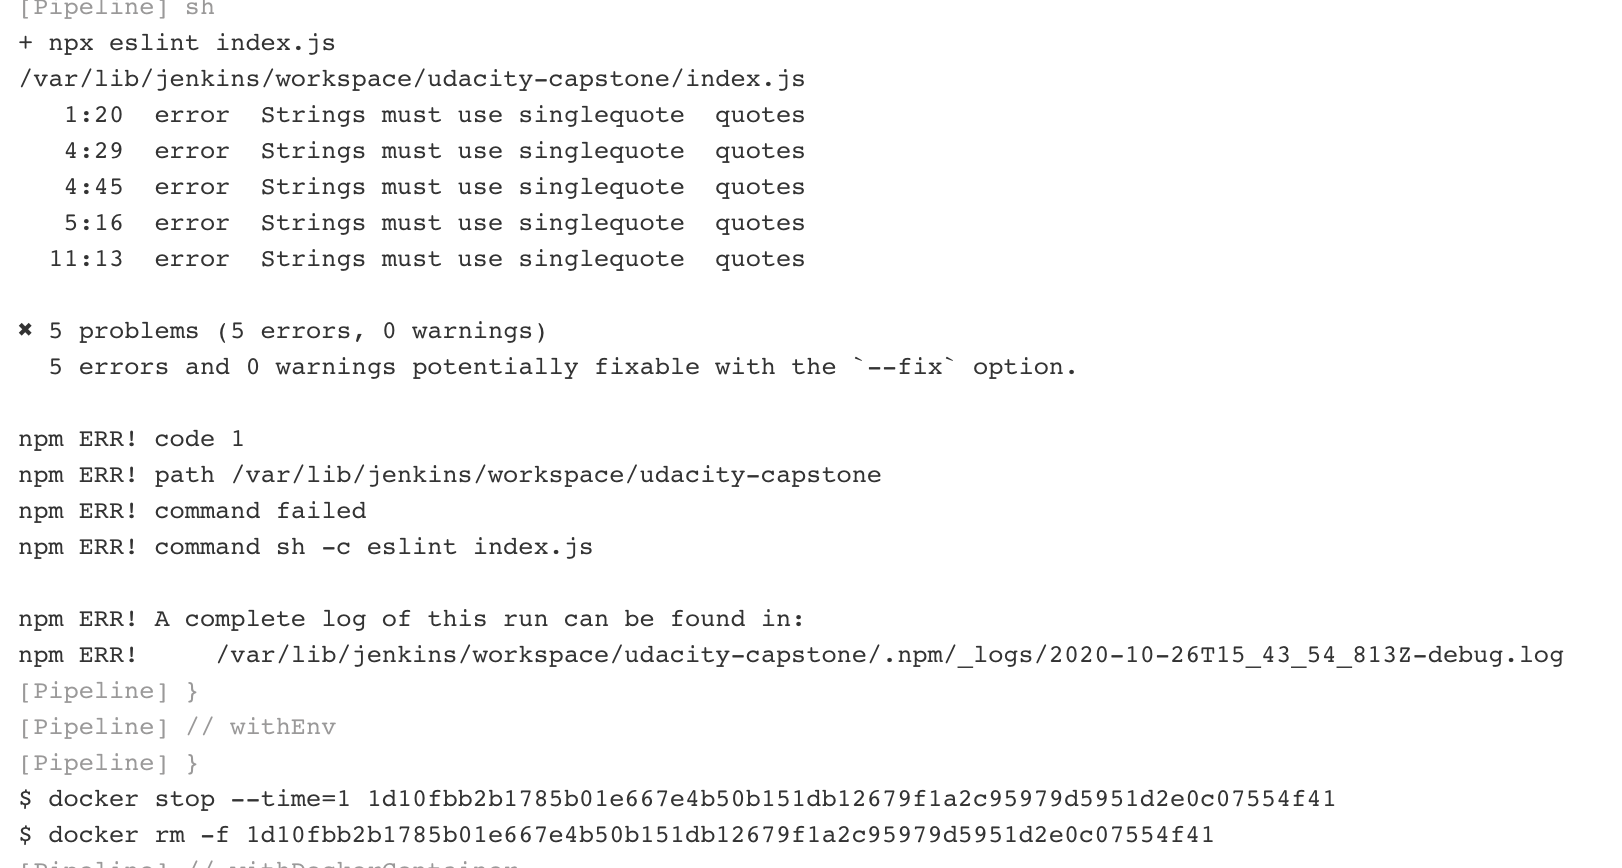 [Pipeline] sh
+ npx eslint index.js
/var/lib/jenkins/workspace/udacity-capstone/index.js
1:20 error Strings must use singlequote quotes
4:29 error Strings must use singlequote quotes
4:45 error Strings must use singlequote quotes
5:16 error Strings must use singlequote quotes
11:13 error Strings must use singlequote quotes
✖ 5 problems (5 errors, 0 warnings)
5 errors and 0 warnings potentially fixable with the `--fix` option.
npm ERR! code 1
npm ERR! path /var/lib/jenkins/workspace/udacity-capstone
npm ERR! command failed
npm ERR! command sh -c eslint index.js
npm ERR! A complete log of this run can be found in:
npm ERR!     /var/lib/jenkins/workspace/udacity-capstone/.npm/_logs/2020-10-26T15_43_54_813Z-debug.log
[Pipeline] }
[Pipeline] // withEnv
[Pipeline] }
$ docker stop --time=1 1d10fbb2b1785b01e667e4b50b151db12679f1a2c95979d5951d2e0c07554f41
$ docker rm -f 1d10fbb2b1785b01e667e4b50b151db12679f1a2c95979d5951d2e0c07554f41
[Pipeline] // withDockerContainer